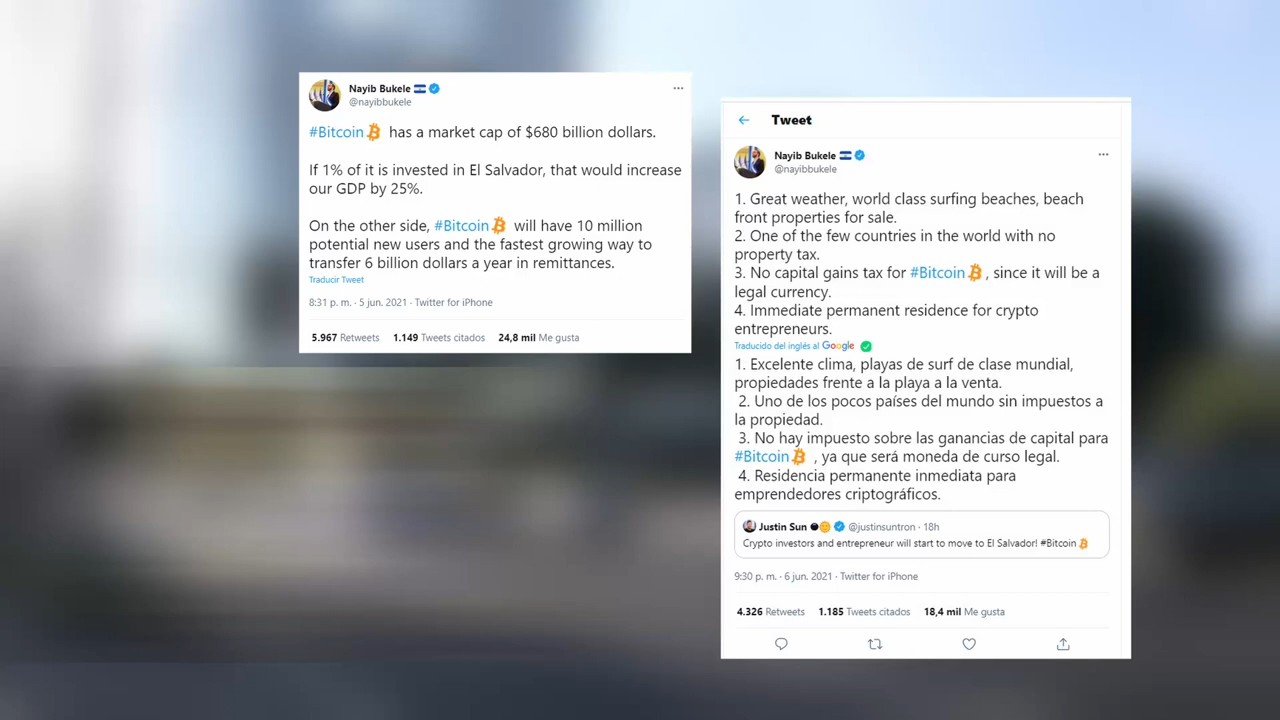 Nayib Bukele
@nayibbukele
#Bitcoin has a market cap of $680 billion dollars.
If 1% of it is invested in El Salvador, that would increase
our GDP by 25%.
On the other side, #Bitcoin will have 10 million
potential new users and the fastest growing way to
transfer 6 billion dollars a year in remittances.
Traducir Tweet
8:31 p. m. · 5 jun. 2021 · Twitter for iPhone
5.967 Retweets 1.149 Tweets citados 24,8 mil Me gusta
Tweet
Nayib Bukele
@nayibbukele
1. Great weather, world class surfing beaches, beach
front properties for sale.
2. One of the few countries in the world with no
property tax.
3. No capital gains tax for #Bitcoin , since it will be a
legal currency.
4. Immediate permanent residence for crypto
entrepreneurs.
Traducido del inglés al Google
1. Excelente clima, playas de surf de clase mundial,
propiedades frente a la playa a la venta.
2. Uno de los pocos países del mundo sin impuestos a
la propiedad.
3. No hay impuesto sobre las ganancias de capital para
#Bitcoin , ya que será moneda de curso legal.
4. Residencia permanente inmediata para
emprendedores criptográficos.
Justin Sun @justinsuntron · 18h
Crypto investors and entrepreneur will start to move to El Salvador! #Bitcoin
9:30 p. m. · 6 jun. 2021 · Twitter for iPhone
4.326 Retweets 1.185 Tweets citados 18,4 mil Me gusta